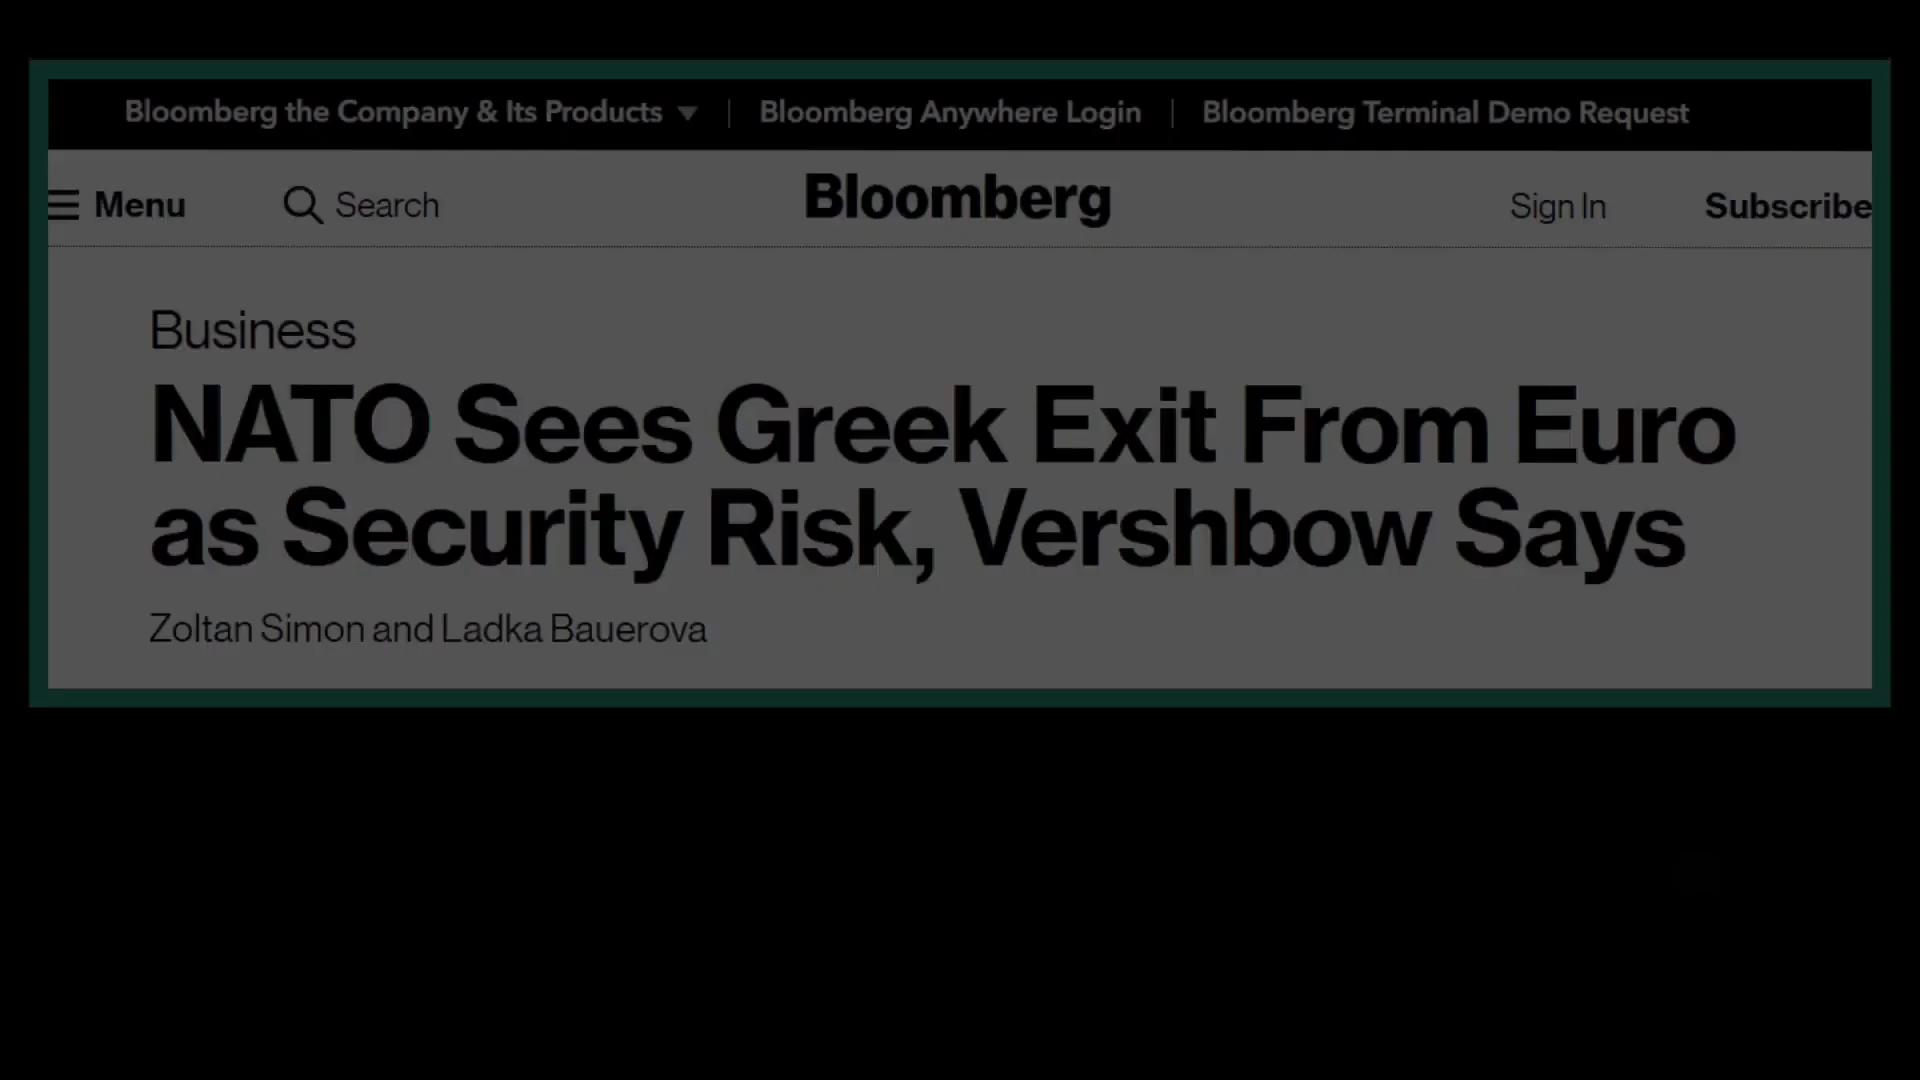 Bloomberg the Company & Its Products ▼ | Bloomberg Anywhere Login | Bloomberg Terminal Demo Request
Menu Search Bloomberg Sign In Subscribe
Business
NATO Sees Greek Exit From Euro
as Security Risk, Vershbow Says
Zoltan Simon and Ladka Bauerova